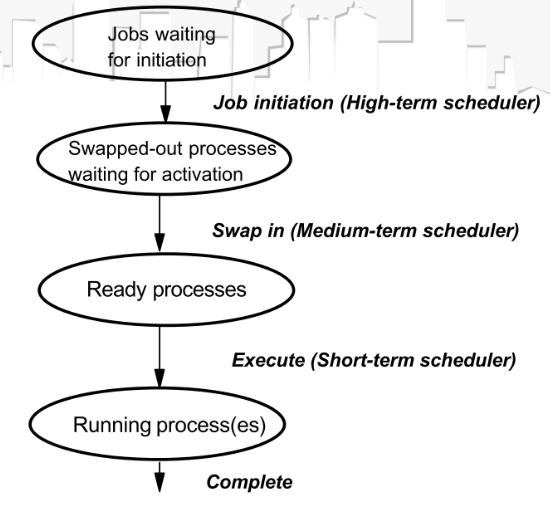 Jobs waiting
for initiation
Job initiation (High-term scheduler)
Swapped-out processes
waiting for activation
Swap in (Medium-term scheduler)
Ready processes
Execute (Short-term scheduler)
Running process(es)
Complete